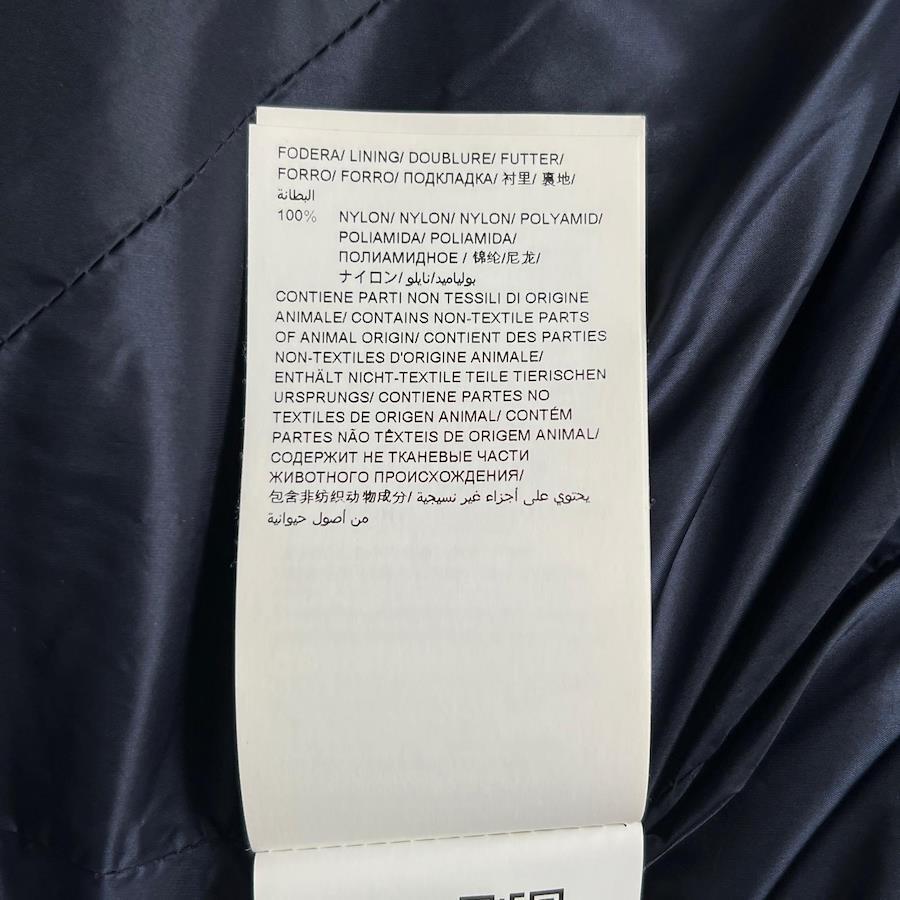 FODERA/ LINING/ DOUBLURE/ FUTTER/
FORRO/ FORRO/ ПОДКЛАДКА/ 衬里/ 裏地/
البطانة
100% NYLON/ NYLON/ NYLON/ POLYAMID/
POLIAMIDA/ POLIAMIDA/
ПОЛИАМИДНОЕ / 锦纶/尼龙/
ナイロン/ بولياميد/نايلو
CONTIENE PARTI NON TESSILI DI ORIGINE
ANIMALE/ CONTAINS NON-TEXTILE PARTS
OF ANIMAL ORIGIN/ CONTIENT DES PARTIES
NON-TEXTILES D'ORIGINE ANIMALE/
ENTHÄLT NICHT-TEXTILE TEILE TIERISCHEN
URSPRUNGS/ CONTIENE PARTES NO
TEXTILES DE ORIGEN ANIMAL/ CONTÉM
PARTES NÃO TÊXTEIS DE ORIGEM ANIMAL/
СОДЕРЖИТ НЕ ТКАНЕВЫЕ ЧАСТИ
ЖИВОТНОГО ПРОИСХОЖДЕНИЯ/
包含非纺织动物成分/ يحتوي على أجزاء غير نسيجية
من أصول حيوانية